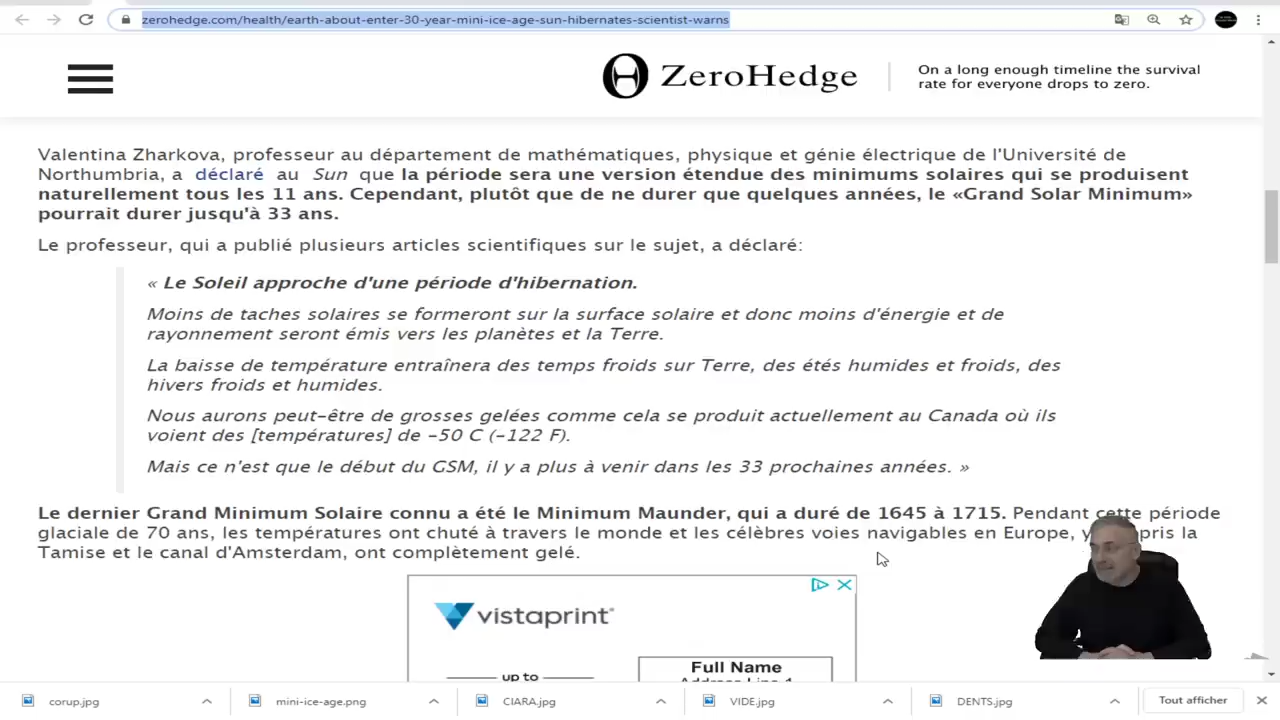 zerohedge.com/health/earth-about-enter-30-year-mini-ice-age-sun-hibernates-scientist-warns
ZeroHedge
On a long enough timeline the survival
rate for everyone drops to zero.
Valentina Zharkova, professeur au département de mathématiques, physique et génie électrique de l'Université de
Northumbria, a déclaré au Sun que la période sera une version étendue des minimums solaires qui se produisent
naturellement tous les 11 ans. Cependant, plutôt que de ne durer que quelques années, le «Grand Solar Minimum»
pourrait durer jusqu'à 33 ans.
Le professeur, qui a publié plusieurs articles scientifiques sur le sujet, a déclaré:
« Le Soleil approche d'une période d'hibernation.
Moins de taches solaires se formeront sur la surface solaire et donc moins d'énergie et de
rayonnement seront émis vers les planètes et la Terre.
La baisse de température entraînera des temps froids sur Terre, des étés humides et froids, des
hivers froids et humides.
Nous aurons peut-être de grosses gelées comme cela se produit actuellement au Canada où ils
voient des [températures] de -50 C (-122 F).
Mais ce n'est que le début du GSM, il y a plus à venir dans les 33 prochaines années. »
Le dernier Grand Minimum Solaire connu a été le Minimum Maunder, qui a duré de 1645 à 1715. Pendant cette période
glaciale de 70 ans, les températures ont chuté à travers le monde et les célèbres voies navigables en Europe, pris la
Tamise et le canal d'Amsterdam, ont complètement gelé.
vistaprint
up to
Full Name
Address Line 1
corup.jpg
mini-ice-age.png
CIARA.jpg
VIDE.jpg
DENTS.jpg
Tout afficher